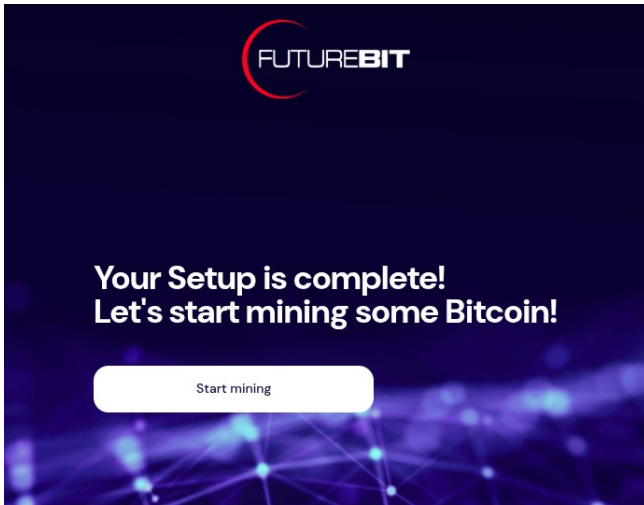 FUTUREBIT
Your Setup is complete!
Let's start mining some Bitcoin!
Start mining